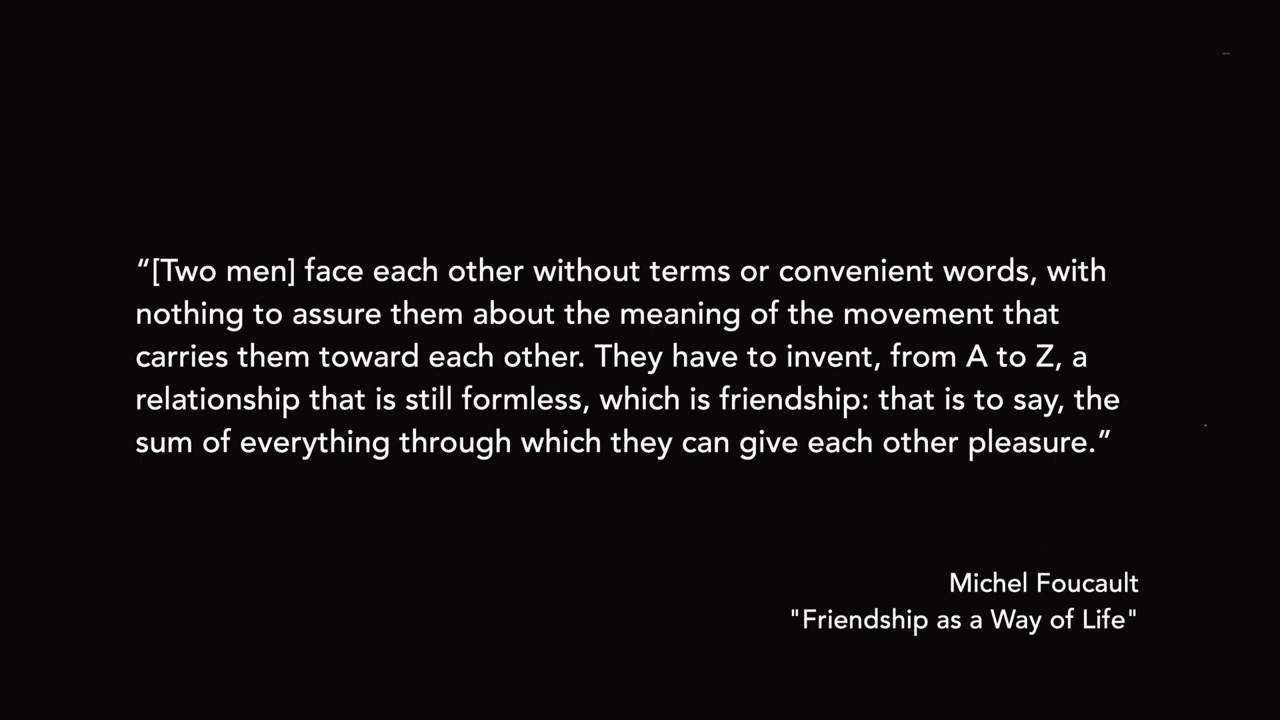 “[Two men] face each other without terms or convenient words, with
nothing to assure them about the meaning of the movement that
carries them toward each other. They have to invent, from A to Z, a
relationship that is still formless, which is friendship: that is to say, the
sum of everything through which they can give each other pleasure.”
Michel Foucault
"Friendship as a Way of Life"